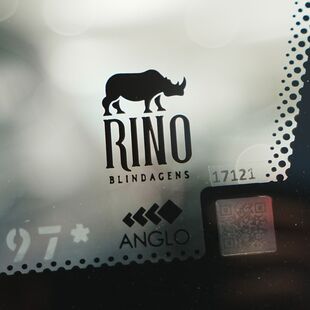 RINO
BLINDAGENS
17121
97*
ANGLO